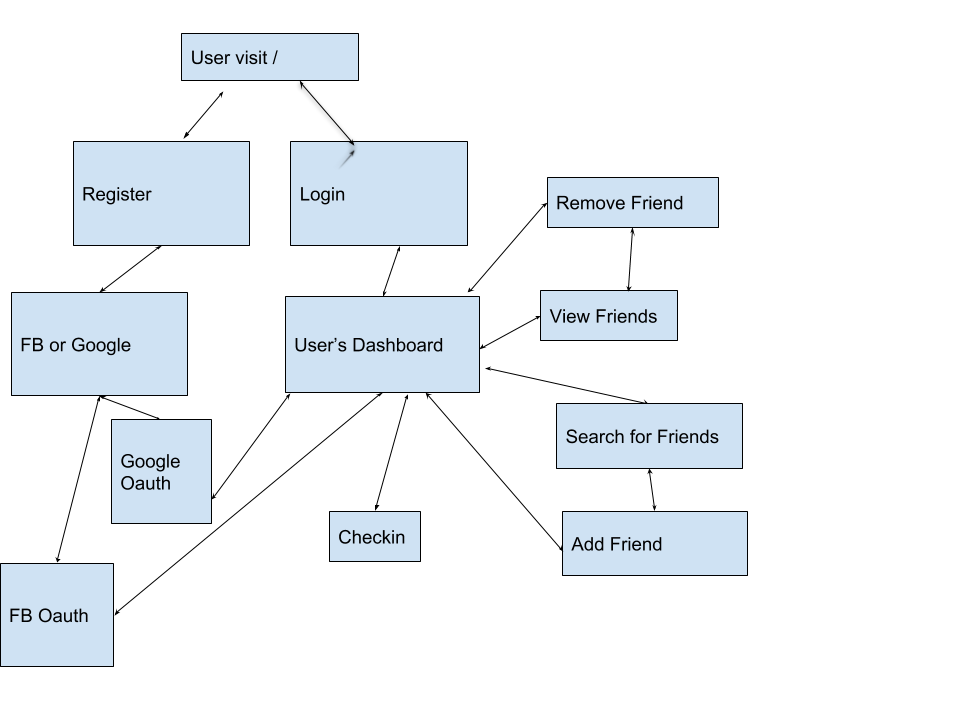 User visit /
Register
Login
Remove Friend
View Friends
FB or Google
User’s Dashboard
Search for Friends
Google
Oauth
Checkin
Add Friend
FB Oauth